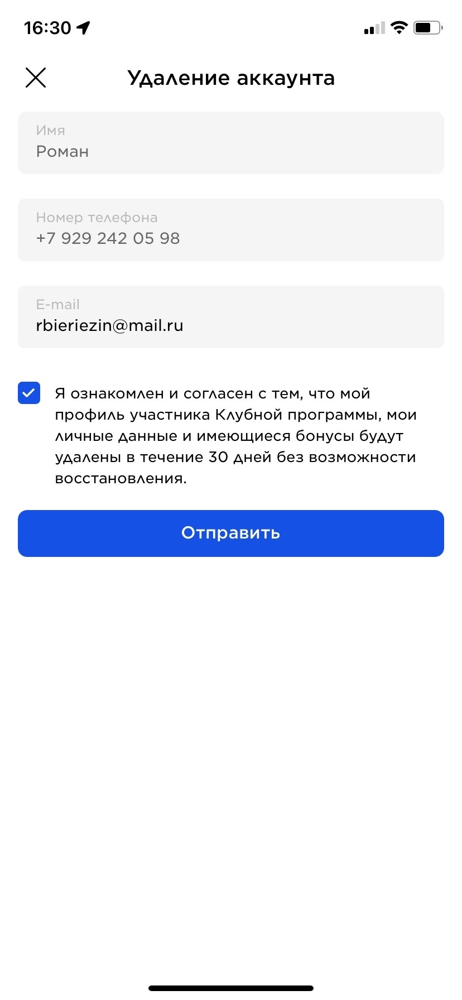 16:30
Удаление аккаунта
Имя
Роман
Номер телефона
+7 929 242 05 98
E-mail
rbieriezin@mail.ru
Я ознакомлен и согласен с тем, что мой
профиль участника Клубной программы, мои
личные данные и имеющиеся бонусы будут
удалены в течение 30 дней без возможности
восстановления.
Отправить